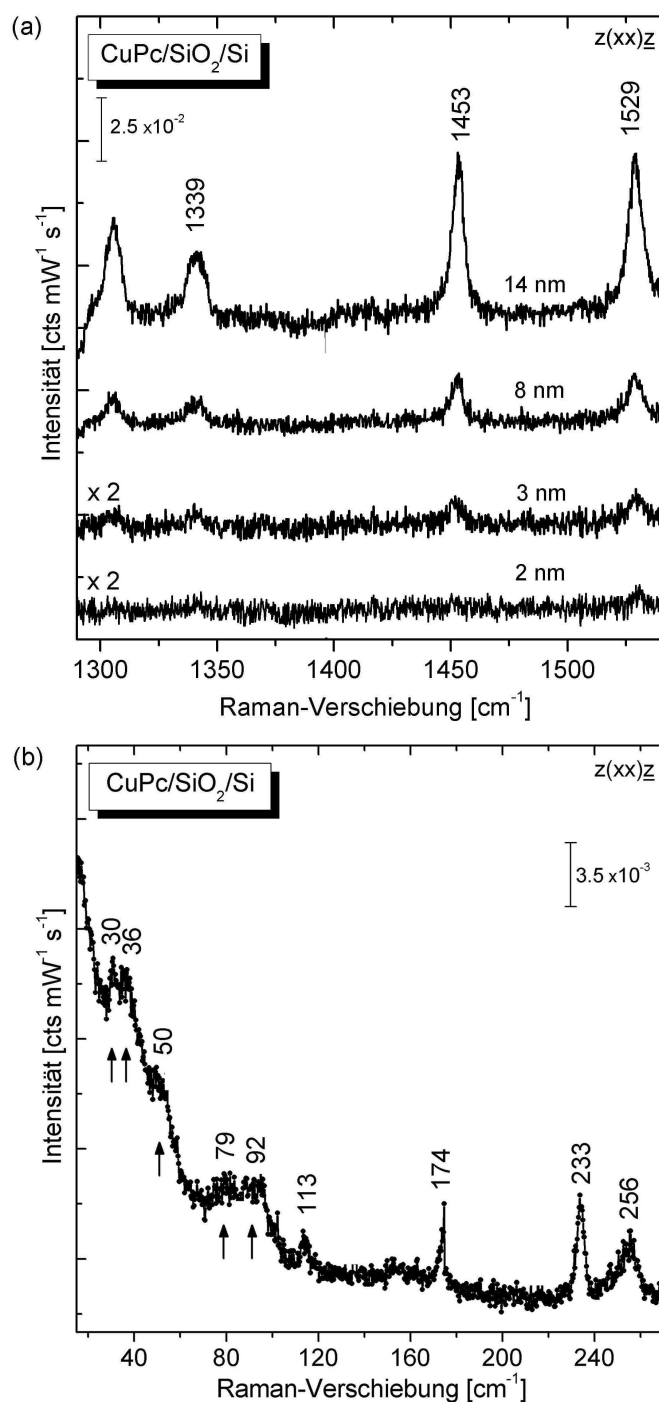 (a)
CuPc/SiO₂/Si
z(xx)z
2.5 x10⁻²
1339
1453
1529
14 nm
8 nm
x 2
3 nm
x 2
2 nm
Intensität [cts mW⁻¹ s⁻¹]
1300 1350 1400 1450 1500
Raman-Verschiebung [cm⁻¹]
(b)
CuPc/SiO₂/Si
z(xx)z
3.5 x10⁻³
30
36
50
79
92
113
174
233
256
Intensität [cts mW⁻¹ s⁻¹]
40 80 120 160 200 240
Raman-Verschiebung [cm⁻¹]